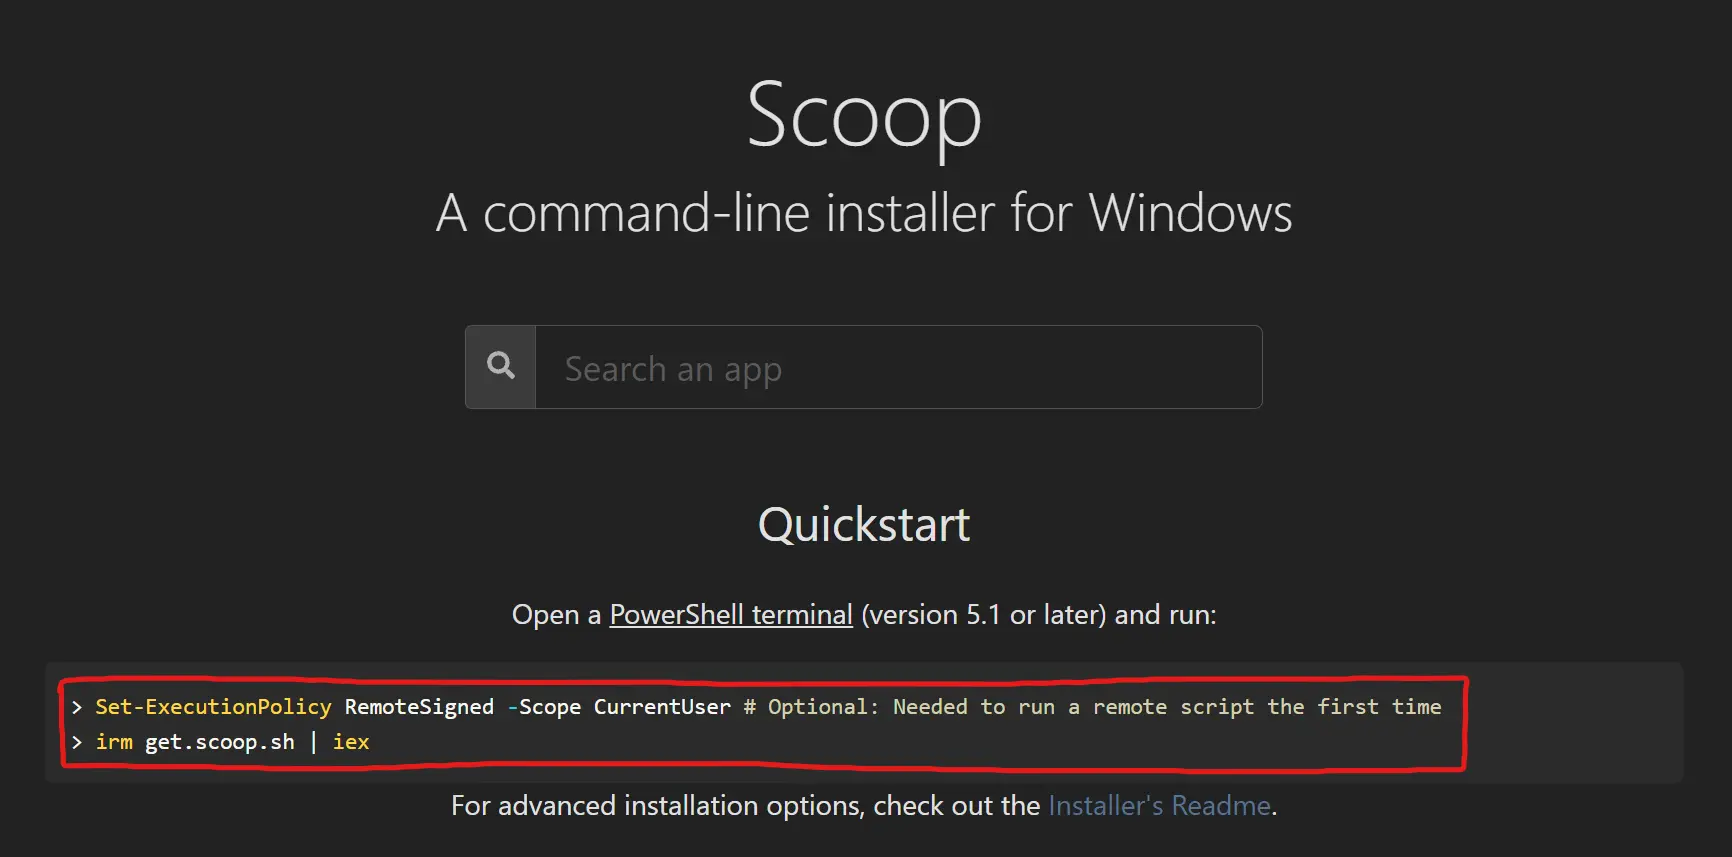 Scoop
A command-line installer for Windows
Search an app
Quickstart
Open a PowerShell terminal (version 5.1 or later) and run:
> Set-ExecutionPolicy RemoteSigned -Scope CurrentUser # Optional: Needed to run a remote script the first time
> irm get.scoop.sh | iex
For advanced installation options, check out the Installer's Readme.